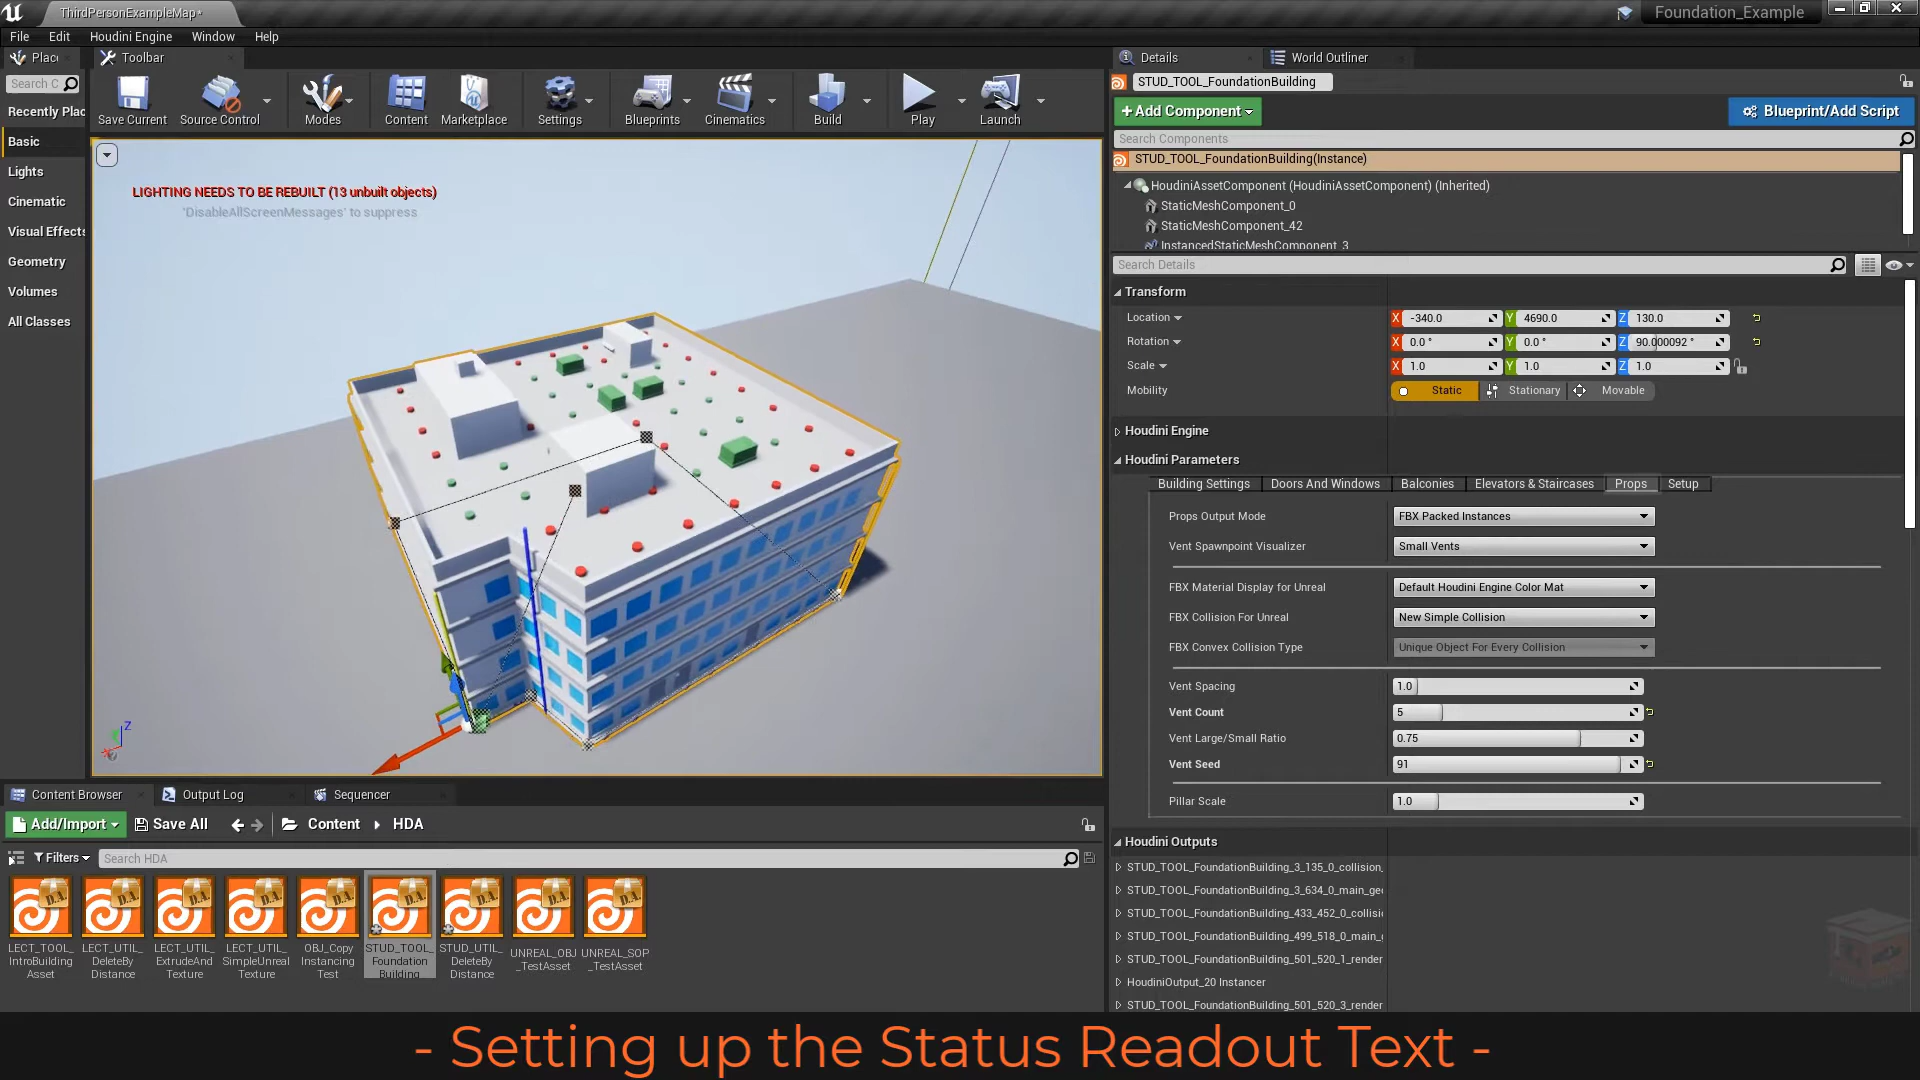 ThirdPersonExampleMap*
Foundation_Example
File Edit Houdini Engine Window Help
Plac Toolbar
Details World Outliner
Search C
STUD_TOOL_FoundationBuilding
Recently Plac
Basic
Lights
Cinematic
Visual Effects
Geometry
Volumes
All Classes
Save Current Source Control Modes Content Marketplace Settings Blueprints Cinematics Build Play Launch
+ Add Component
Blueprint/Add Script
Search Components
STUD_TOOL_FoundationBuilding(Instance)
HoudiniAssetComponent (HoudiniAssetComponent) (Inherited)
StaticMeshComponent_0
StaticMeshComponent_42
InstancedStaticMeshComponent_3
LIGHTING NEEDS TO BE REBUILT (13 unbuilt objects)
'DisableAllScreenMessages' to suppress
Z
Search Details
Transform
Location X -340.0 Y 4690.0 Z 130.0
Rotation X 0.0 ° Y 0.0 ° Z 90.000092 °
Scale X 1.0 Y 1.0 Z 1.0
Mobility Static Stationary Movable
Houdini Engine
Houdini Parameters
Building Settings Doors And Windows Balconies Elevators & Staircases Props Setup
Props Output Mode FBX Packed Instances
Vent Spawnpoint Visualizer Small Vents
FBX Material Display for Unreal Default Houdini Engine Color Mat
FBX Collision For Unreal New Simple Collision
FBX Convex Collision Type Unique Object For Every Collision
Vent Spacing 1.0
Vent Count 5
Vent Large/Small Ratio 0.75
Vent Seed 91
Pillar Scale 1.0
Houdini Outputs
STUD_TOOL_FoundationBuilding_3_135_0_collision_
STUD_TOOL_FoundationBuilding_3_634_0_main_geo
STUD_TOOL_FoundationBuilding_433_452_0_collisi
STUD_TOOL_FoundationBuilding_499_518_0_main_g
STUD_TOOL_FoundationBuilding_501_520_1_render
HoudiniOutput_20 Instancer
STUD_TOOL_FoundationBuilding_501_520_3_render
Content Browser Output Log Sequencer
Add/Import Save All Content HDA
Filters Search HDA
LECT_TOOL_
IntroBuilding
Asset
LECT_UTIL_
DeleteBy
Distance
LECT_UTIL_
ExtrudeAnd
Texture
LECT_UTIL_
SimpleUnreal
Texture
OBJ_Copy
Instancing
Test
STUD_TOOL_
Foundation
Building
STUD_UTIL_
DeleteBy
Distance
UNREAL_OBJ
_TestAsset
UNREAL_SOP
_TestAsset
- Setting up the Status Readout Text -